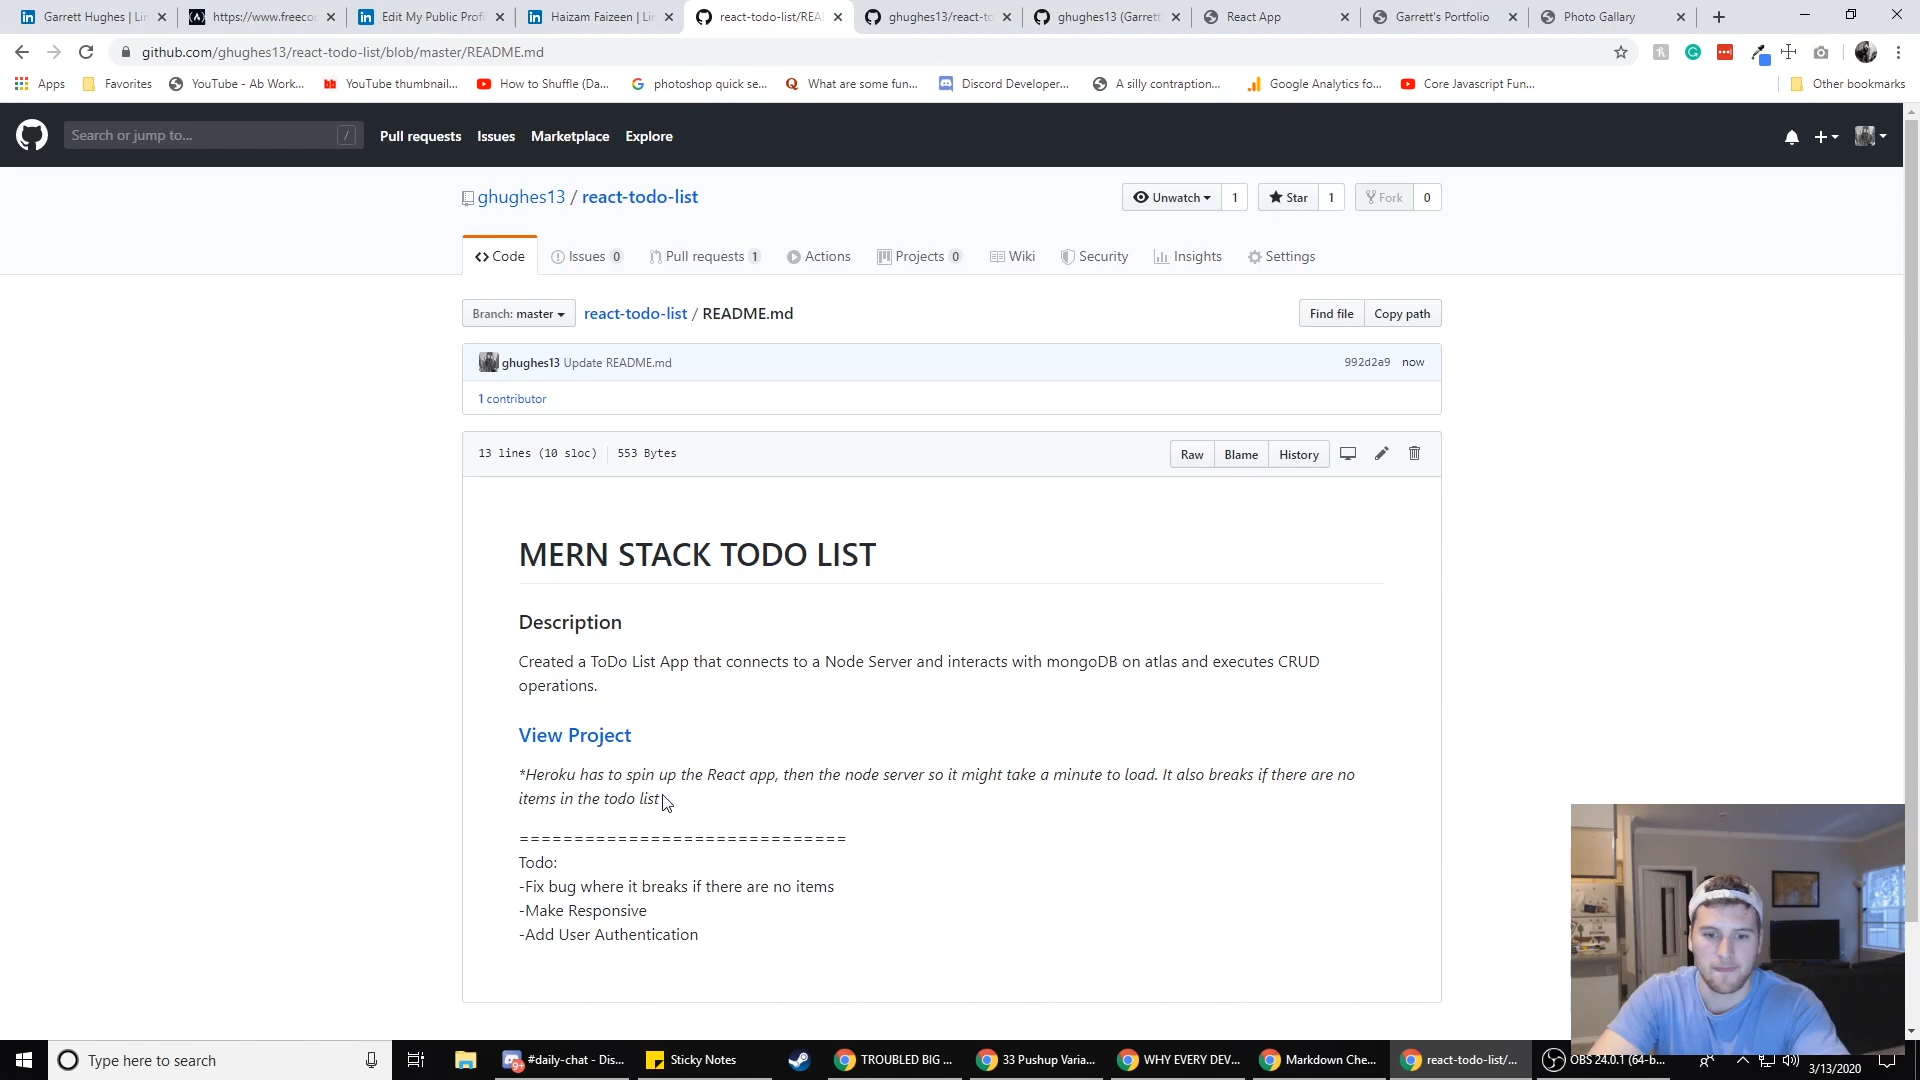 Garrett Hughes | Lin
https://www.freeco
Edit My Public Profi
Haizam Faizeen | Lin
react-todo-list/REA
ghughes13/react-to
ghughes13 (Garrett
React App
Garrett's Portfolio
Photo Gallary
github.com/ghughes13/react-todo-list/blob/master/README.md
Apps
Favorites
YouTube - Ab Work...
YouTube thumbnail...
How to Shuffle (Da...
photoshop quick se...
What are some fun...
Discord Developer...
A silly contraption...
Google Analytics fo...
Core Javascript Fun...
Other bookmarks
Search or jump to...
/
Pull requests
Issues
Marketplace
Explore
ghughes13 / react-todo-list
Unwatch 1
Star 1
Fork 0
Code
Issues 0
Pull requests 1
Actions
Projects 0
Wiki
Security
Insights
Settings
Branch: master
react-todo-list / README.md
Find file
Copy path
ghughes13 Update README.md
992d2a9 now
1 contributor
13 lines (10 sloc)
553 Bytes
Raw
Blame
History
MERN STACK TODO LIST
Description
Created a ToDo List App that connects to a Node Server and interacts with mongoDB on atlas and executes CRUD
operations.
View Project
*Heroku has to spin up the React app, then the node server so it might take a minute to load. It also breaks if there are no
items in the todo list
==============================
Todo:
-Fix bug where it breaks if there are no items
-Make Responsive
-Add User Authentication
Type here to search
#daily-chat - Dis...
Sticky Notes
TROUBLED BIG ...
33 Pushup Varia...
WHY EVERY DEV...
Markdown Che...
react-todo-list/...
OBS 24.0.1 (64-b...
3/13/2020